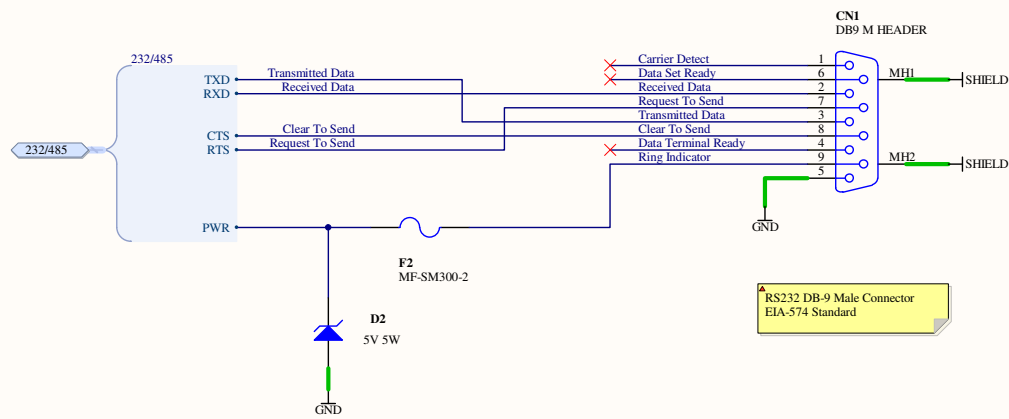 CN1
DB9 M HEADER
232/485
TXD
Transmitted Data
RXD
Received Data
CTS
Clear To Send
RTS
Request To Send
PWR
232/485
Carrier Detect
1
Data Set Ready
6
Received Data
2
Request To Send
7
Transmitted Data
3
Clear To Send
8
Data Terminal Ready
4
Ring Indicator
9
5
MH1
SHIELD
MH2
SHIELD
GND
F2
MF-SM300-2
D2
5V 5W
GND
RS232 DB-9 Male Connector
EIA-574 Standard